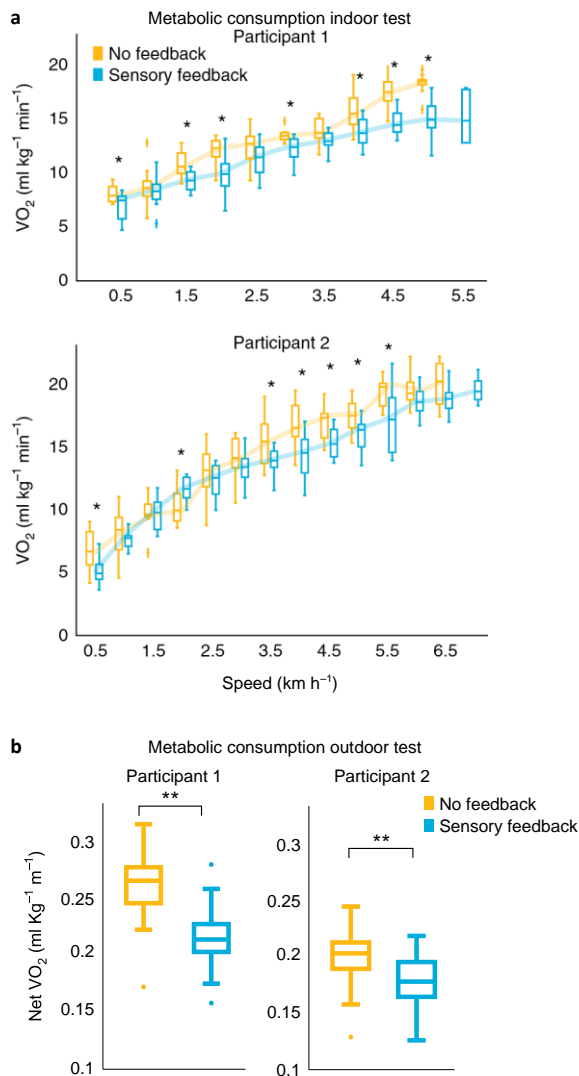 a
Metabolic consumption indoor test
Participant 1
No feedback
Sensory feedback
VO₂ (ml kg⁻¹ min⁻¹)
20
15
10
5
0
* * * * * * *
0.5 1.5 2.5 3.5 4.5 5.5
Participant 2
VO₂ (ml kg⁻¹ min⁻¹)
20
15
10
5
0
* * * * * * *
0.5 1.5 2.5 3.5 4.5 5.5 6.5
Speed (km h⁻¹)
b
Metabolic consumption outdoor test
Participant 1 Participant 2
No feedback
Sensory feedback
Net VO₂ (ml Kg⁻¹ m⁻¹)
**
0.3
0.25
0.2
0.15
0.1
**
0.3
0.25
0.2
0.15
0.1